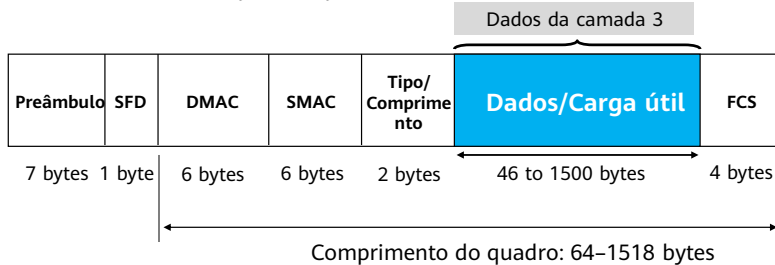 Dados da camada 3
Preâmbulo SFD DMAC SMAC Tipo/
Comprime
nto Dados/Carga útil FCS
7 bytes 1 byte 6 bytes 6 bytes 2 bytes 46 to 1500 bytes 4 bytes
Comprimento do quadro: 64–1518 bytes